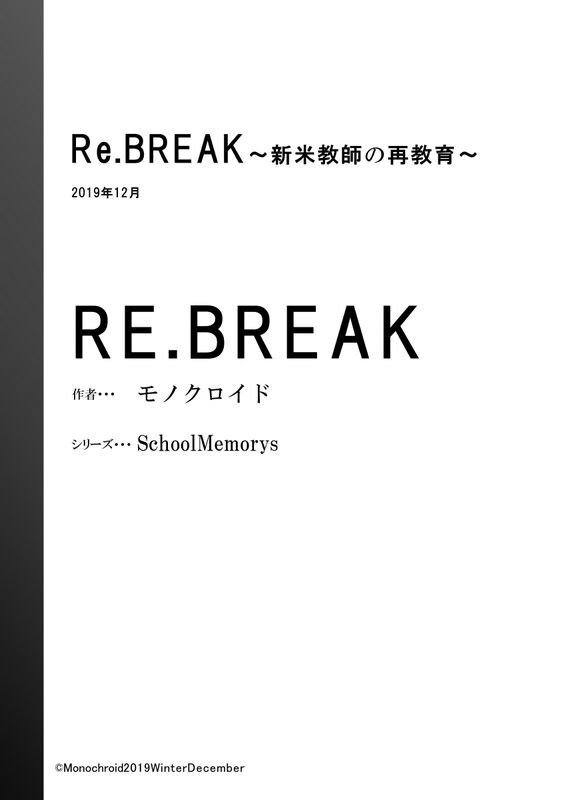 Re.BREAK～新米教師の再教育～
2019年12月
RE.BREAK
作者… モノクロイド
シリーズ… SchoolMemorys
©Monochroid2019WinterDecember